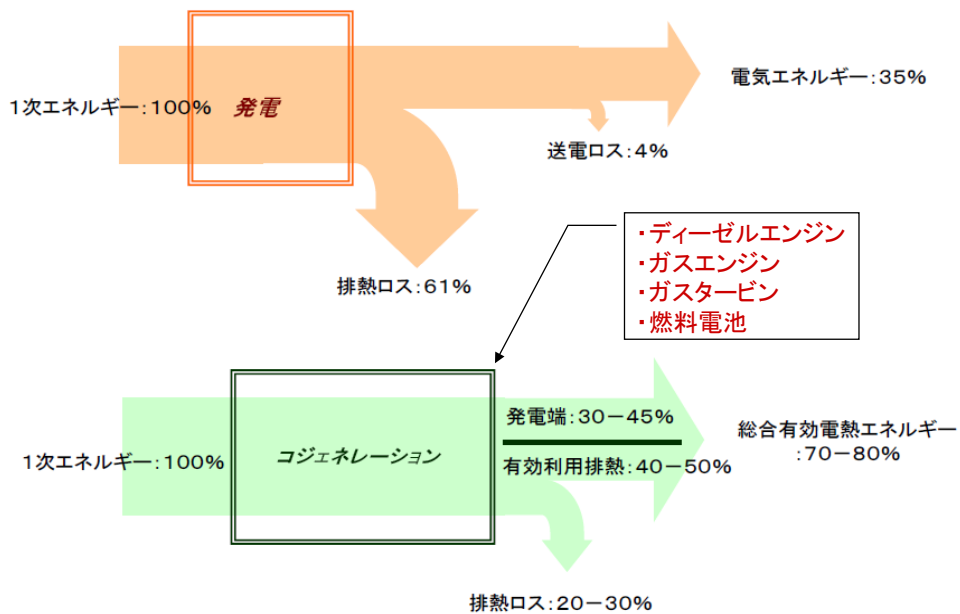 1次エネルギー:100%
発電
電気エネルギー:35%
送電ロス:4%
排熱ロス:61%
・ディーゼルエンジン
・ガスエンジン
・ガスタービン
・燃料電池
1次エネルギー:100%
コジェネレーション
発電端:30-45%
有効利用排熱:40-50%
総合有効電熱エネルギー
:70-80%
排熱ロス:20-30%